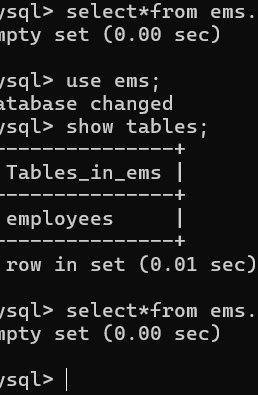 ysql> select*from ems.
mpty set (0.00 sec)
ysql> use ems;
atabase changed
ysql> show tables;
---------------+
Tables_in_ems |
---------------+
employees     |
---------------+
row in set (0.01 sec)
ysql> select*from ems.
mpty set (0.00 sec)
ysql>